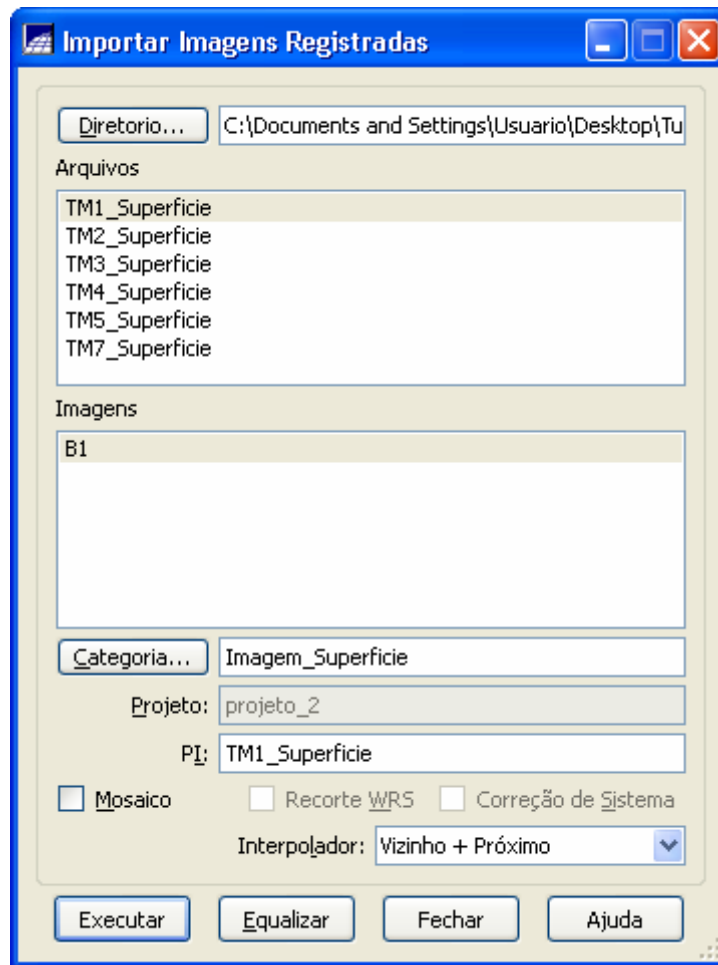 Importar Imagens Registradas
Diretorio... C:\Documents and Settings\Usuario\Desktop\Tu
Arquivos
TM1_Superficie
TM2_Superficie
TM3_Superficie
TM4_Superficie
TM5_Superficie
TM7_Superficie
Imagens
B1
Categoria... Imagem_Superficie
Projeto: projeto_2
PI: TM1_Superficie
Mosaico Recorte WRS Correção de Sistema
Interpolador: Vizinho + Próximo
Executar Equalizar Fechar Ajuda